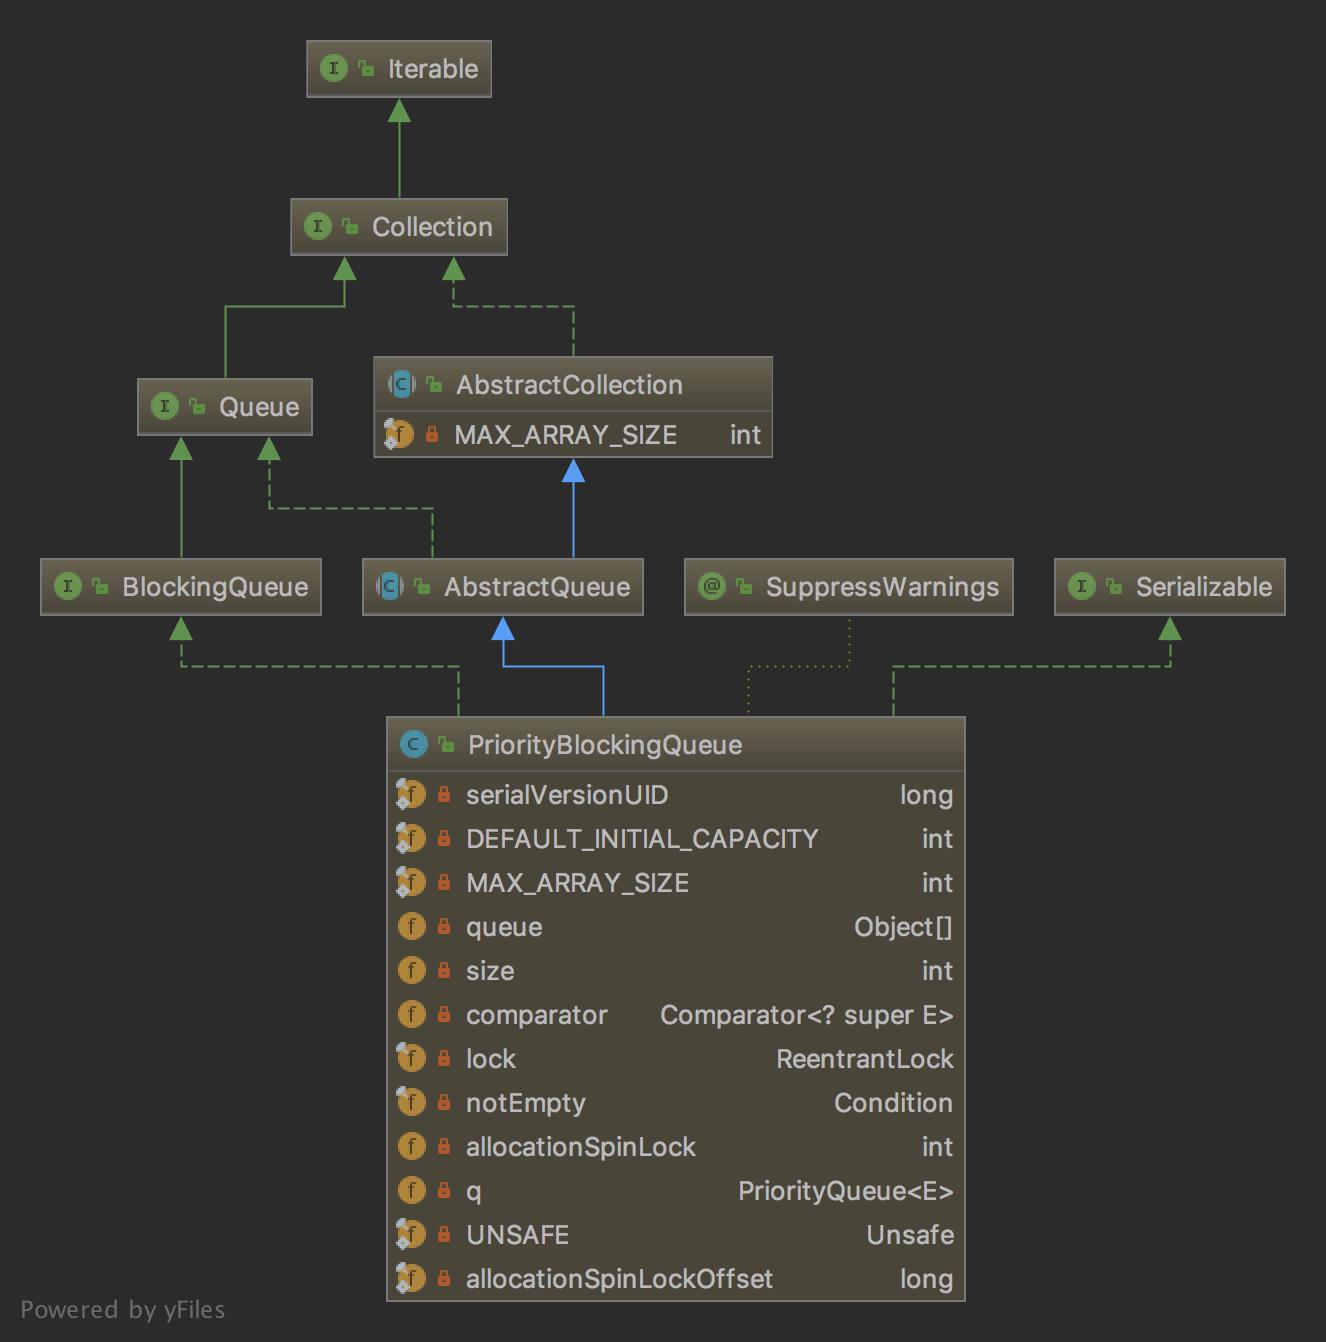 I Iterable
I Collection
I Queue
C AbstractCollection
f MAX_ARRAY_SIZE int
I BlockingQueue
C AbstractQueue
@ SuppressWarnings
I Serializable
C PriorityBlockingQueue
f serialVersionUID long
f DEFAULT_INITIAL_CAPACITY int
f MAX_ARRAY_SIZE int
f queue Object[]
f size int
f comparator Comparator<? super E>
f lock ReentrantLock
f notEmpty Condition
f allocationSpinLock int
f q PriorityQueue<E>
f UNSAFE Unsafe
f allocationSpinLockOffset long
Powered by yFiles